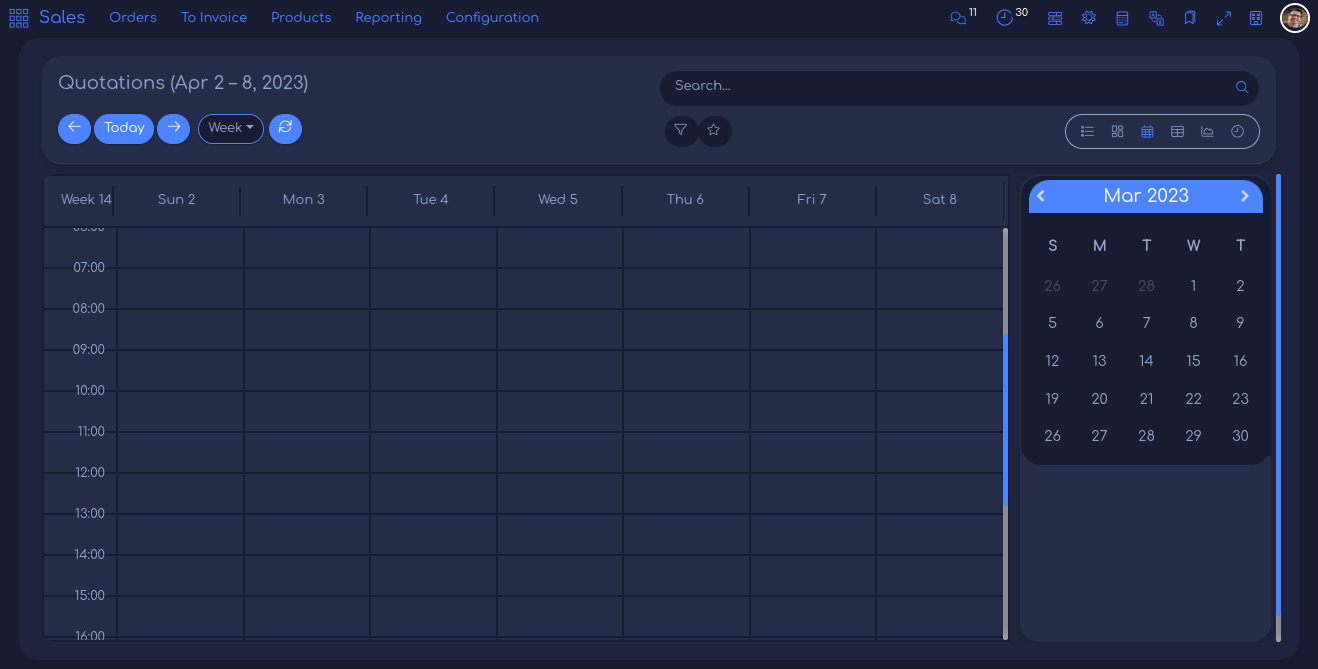 Sales Orders To Invoice Products Reporting Configuration 11 30
Quotations (Apr 2 – 8, 2023)
Search...
Today Week
Week 14 Sun 2 Mon 3 Tue 4 Wed 5 Thu 6 Fri 7 Sat 8
07:00
08:00
09:00
10:00
11:00
12:00
13:00
14:00
15:00
16:00
Mar 2023
S M T W T
26 27 28 1 2
5 6 7 8 9
12 13 14 15 16
19 20 21 22 23
26 27 28 29 30